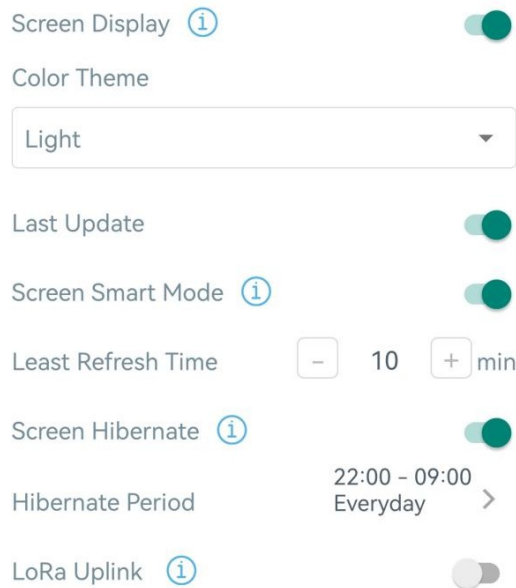 Screen Display
Color Theme
Light
Last Update
Screen Smart Mode
Least Refresh Time - 10 + min
Screen Hibernate
Hibernate Period 22:00 - 09:00
Everyday
LoRa Uplink